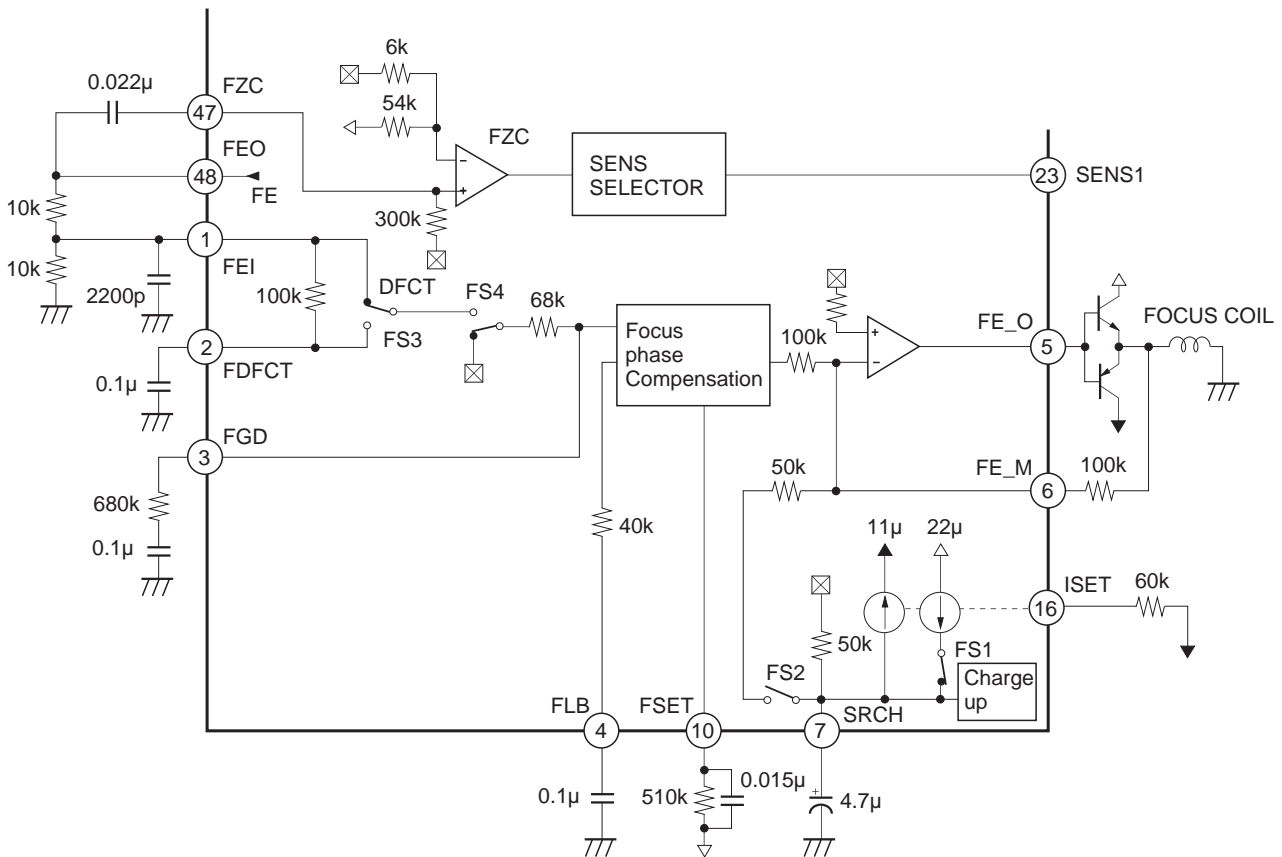 6k
0.022µ
FZC
47
54k
FZC
FEO
48
FE
SENS
SELECTOR
23
SENS1
10k
300k
1
FEI
10k
2200p
100k
DFCT
FS4
68k
FS3
2
FDFCT
0.1µ
Focus
phase
Compensation
100k
FE_O
5
FOCUS COIL
FGD
3
680k
0.1µ
50k
FE_M
6
100k
40k
11µ
22µ
ISET
16
60k
50k
FS1
FS2
Charge
up
FLB
4
FSET
10
SRCH
7
0.1µ
510k
0.015µ
+
4.7µ
−
+
+
−